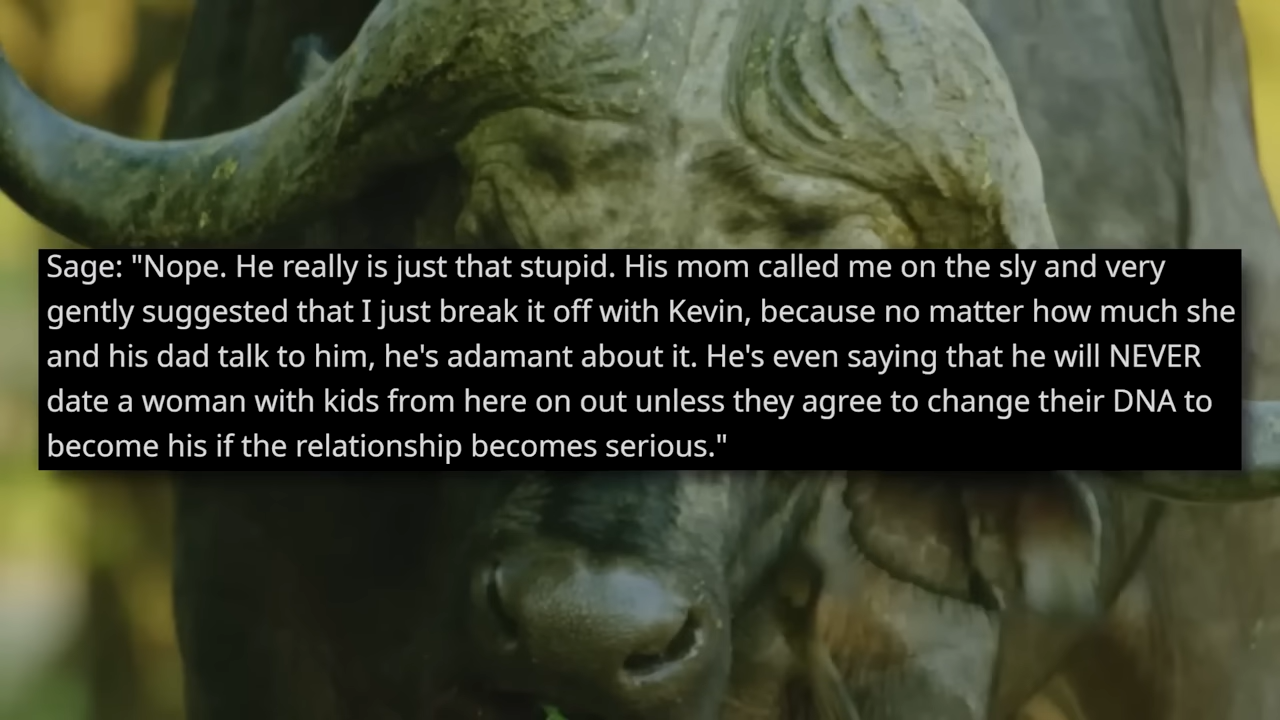 Sage: "Nope. He really is just that stupid. His mom called me on the sly and very
gently suggested that I just break it off with Kevin, because no matter how much she
and his dad talk to him, he's adamant about it. He's even saying that he will NEVER
date a woman with kids from here on out unless they agree to change their DNA to
become his if the relationship becomes serious."